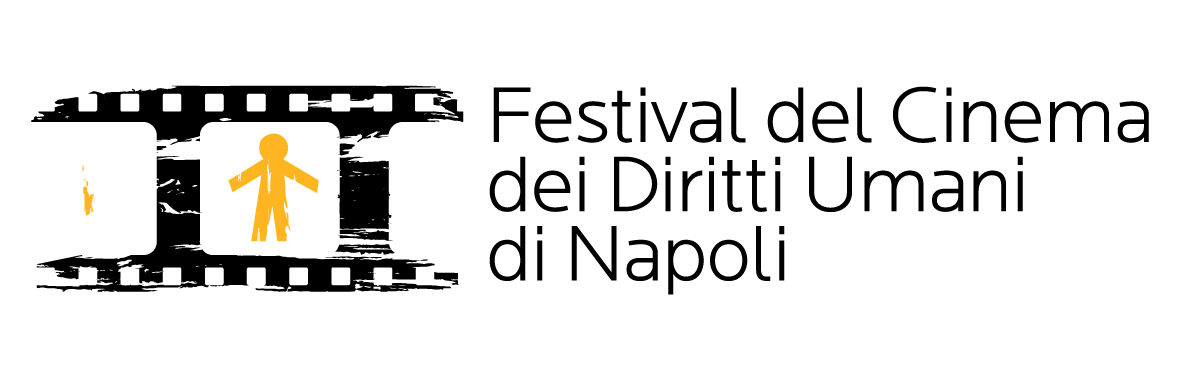 Festival del Cinema
dei Diritti Umani
di Napoli